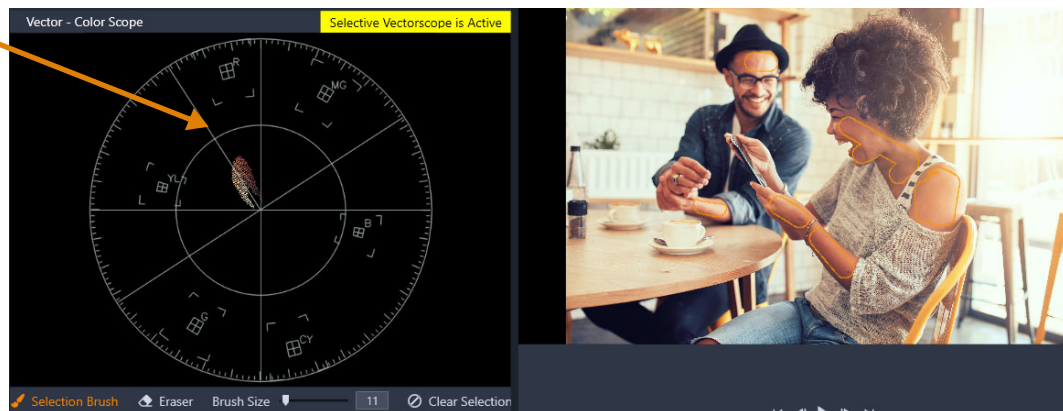 Vector - Color Scope
Selective Vectorscope is Active
R
MG
YL
B
G
CY
Selection Brush
Eraser
Brush Size
11
Clear Selection